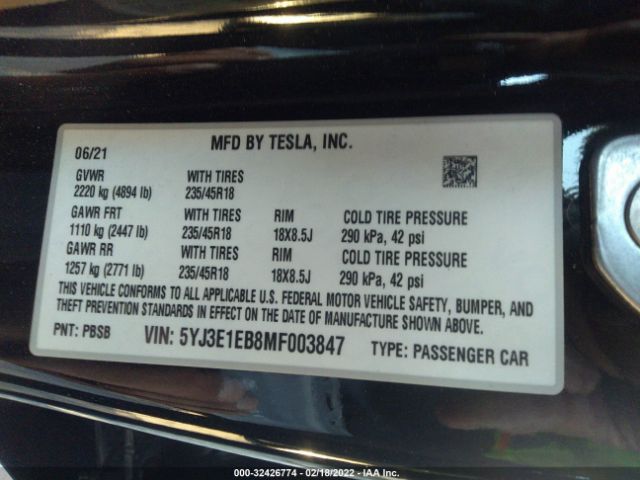 MFD BY TESLA, INC.
06/21
GVWR WITH TIRES
2220 kg (4894 lb) 235/45R18
GAWR FRT WITH TIRES RIM COLD TIRE PRESSURE
1110 kg (2447 lb) 235/45R18 18X8.5J 290 kPa, 42 psi
GAWR RR WITH TIRES RIM COLD TIRE PRESSURE
1257 kg (2771 lb) 235/45R18 18X8.5J 290 kPa, 42 psi
THIS VEHICLE CONFORMS TO ALL APPLICABLE U.S. FEDERAL MOTOR VEHICLE SAFETY, BUMPER, AND
THEFT PREVENTION STANDARDS IN EFFECT ON THE DATE OF MANUFACTURE SHOWN ABOVE.
PNT: PBSB VIN: 5YJ3E1EB8MF003847 TYPE: PASSENGER CAR
000-32426774 - 02/18/2022 - IAA Inc.